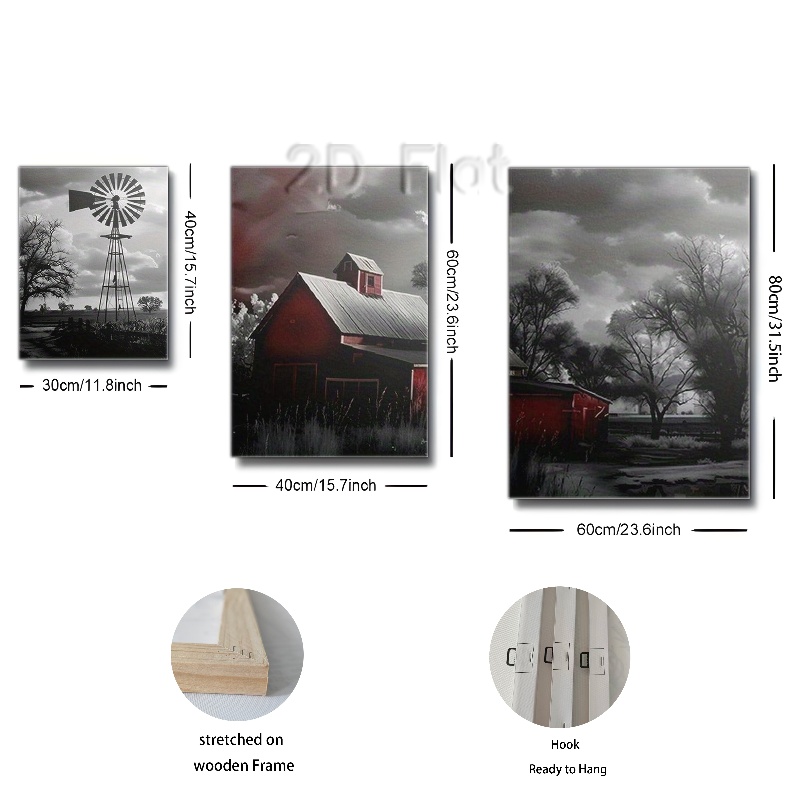 2D Flat
40cm/15.7inch
30cm/11.8inch
60cm/23.6inch
40cm/15.7inch
80cm/31.5inch
60cm/23.6inch
stretched on
wooden Frame
Hook
Ready to Hang